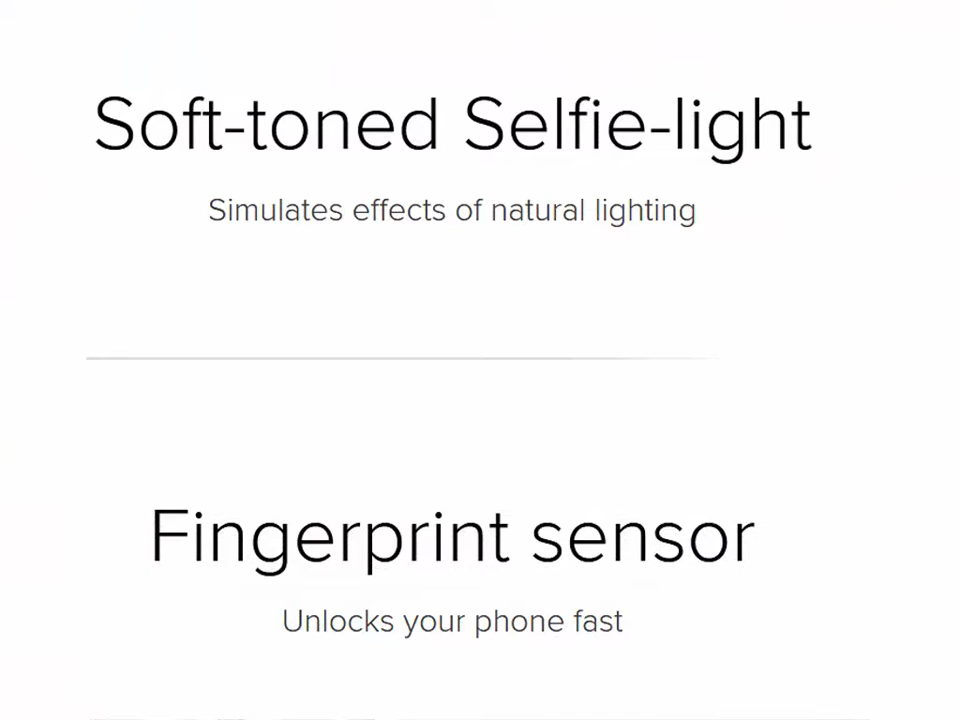 Soft-toned Selfie-light
Simulates effects of natural lighting
Fingerprint sensor
Unlocks your phone fast